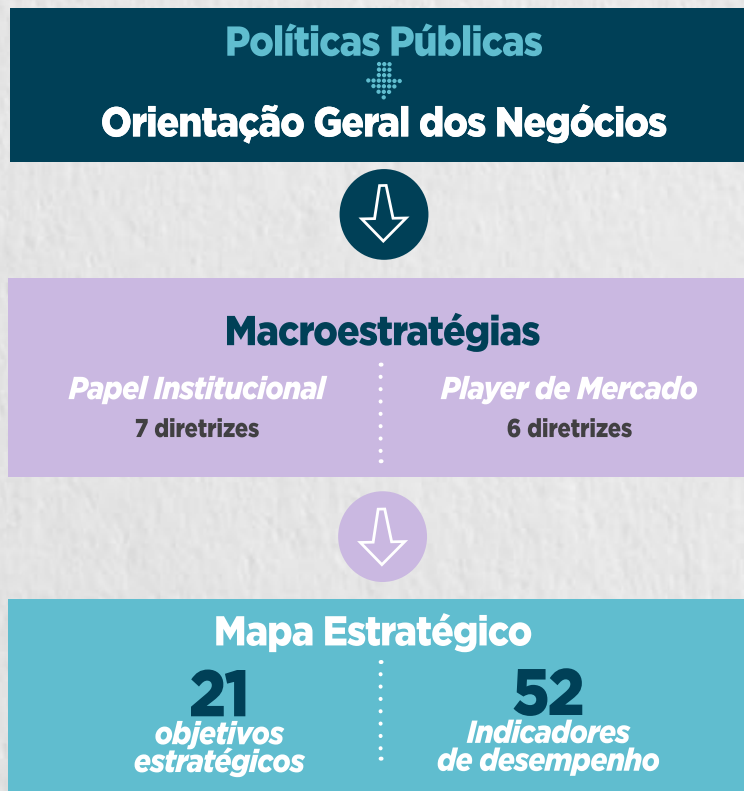 Políticas Públicas
Orientação Geral dos Negócios
Macroestratégias
Papel Institucional
7 diretrizes
Player de Mercado
6 diretrizes
Mapa Estratégico
21
objetivos
estratégicos
52
Indicadores
de desempenho